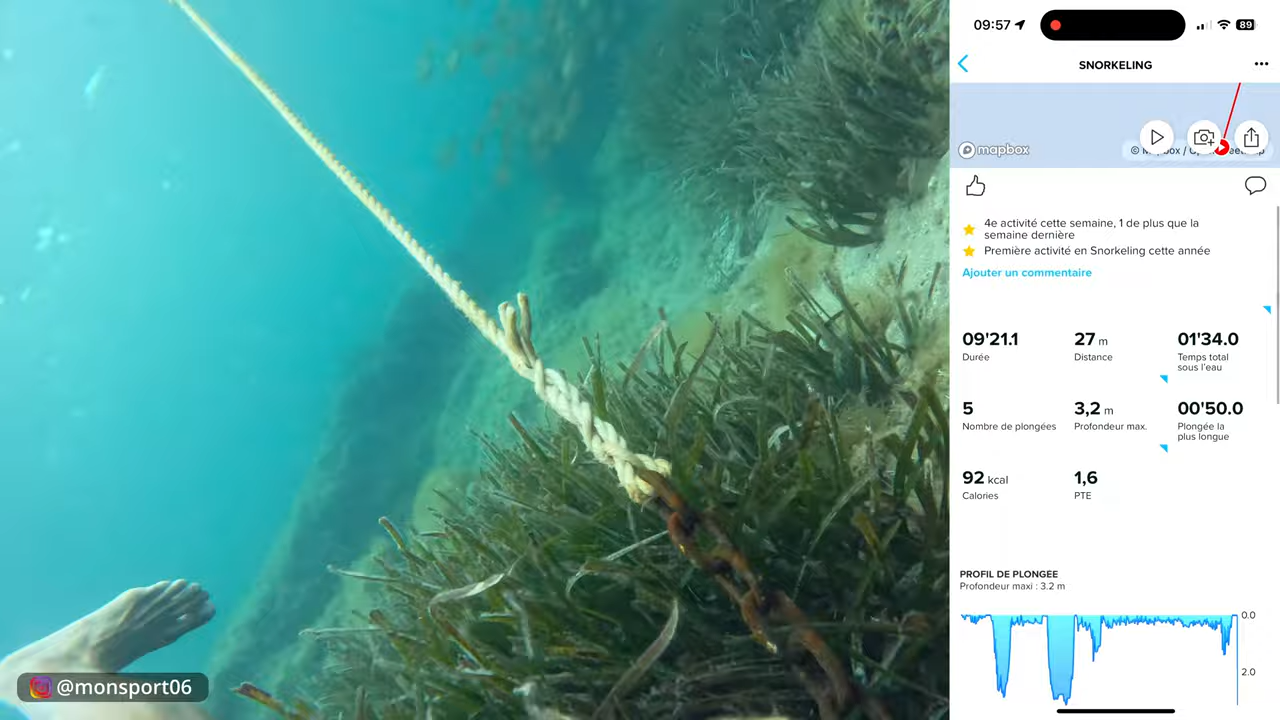 @monsport06
09:57
89
SNORKELING
mapbox
4e activité cette semaine, 1 de plus que la
semaine dernière
Première activité en Snorkeling cette année
Ajouter un commentaire
09'21.1
Durée
27 m
Distance
01'34.0
Temps total
sous l'eau
5
Nombre de plongées
3,2 m
Profondeur max.
00'50.0
Plongée la
plus longue
92 kcal
Calories
1,6
PTE
PROFIL DE PLONGÉE
Profondeur maxi : 3.2 m
0.0
2.0